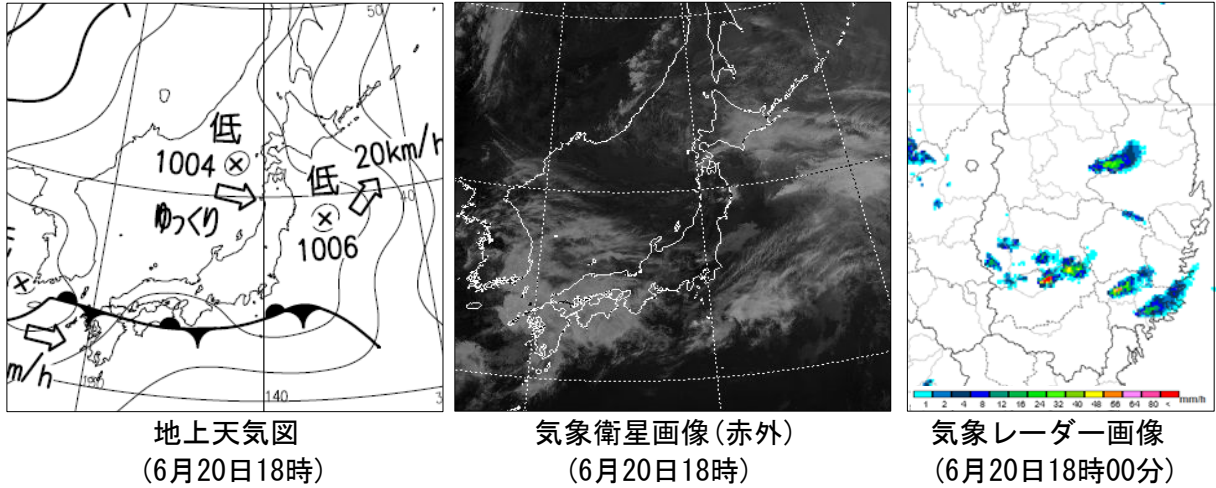 50
低
1004
20km/h
ゆっくり
低
40
1006
m/h
130
140
3
1 2 4 8 12 16 24 32 40 48 56 64 80 < mm/h
地上天気図
(6月20日18時)
気象衛星画像(赤外)
(6月20日18時)
気象レーダー画像
(6月20日18時00分)